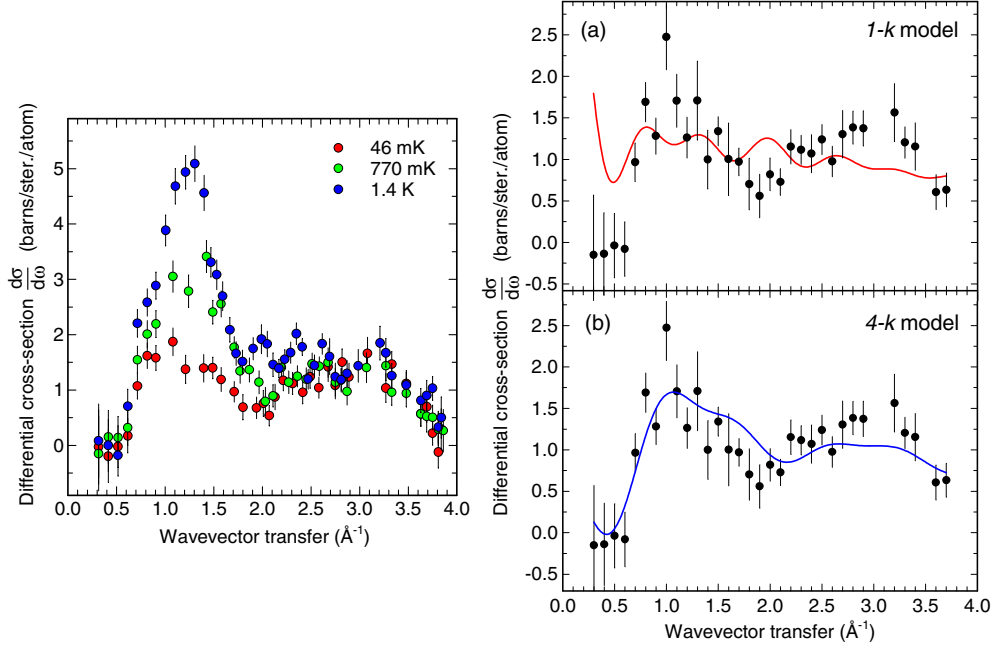 Differential cross-section dσ/dω (barns/ster./atom)
5
4
3
2
1
0
46 mK
770 mK
1.4 K
0.0 0.5 1.0 1.5 2.0 2.5 3.0 3.5 4.0
Wavevector transfer (Å-1)
Differential cross-section dσ/dω (barns/ster./atom)
(a)
1-k model
2.5
2.0
1.5
1.0
0.5
0.0
-0.5
(b)
4-k model
2.5
2.0
1.5
1.0
0.5
0.0
-0.5
0.0 0.5 1.0 1.5 2.0 2.5 3.0 3.5 4.0
Wavevector transfer (Å-1)